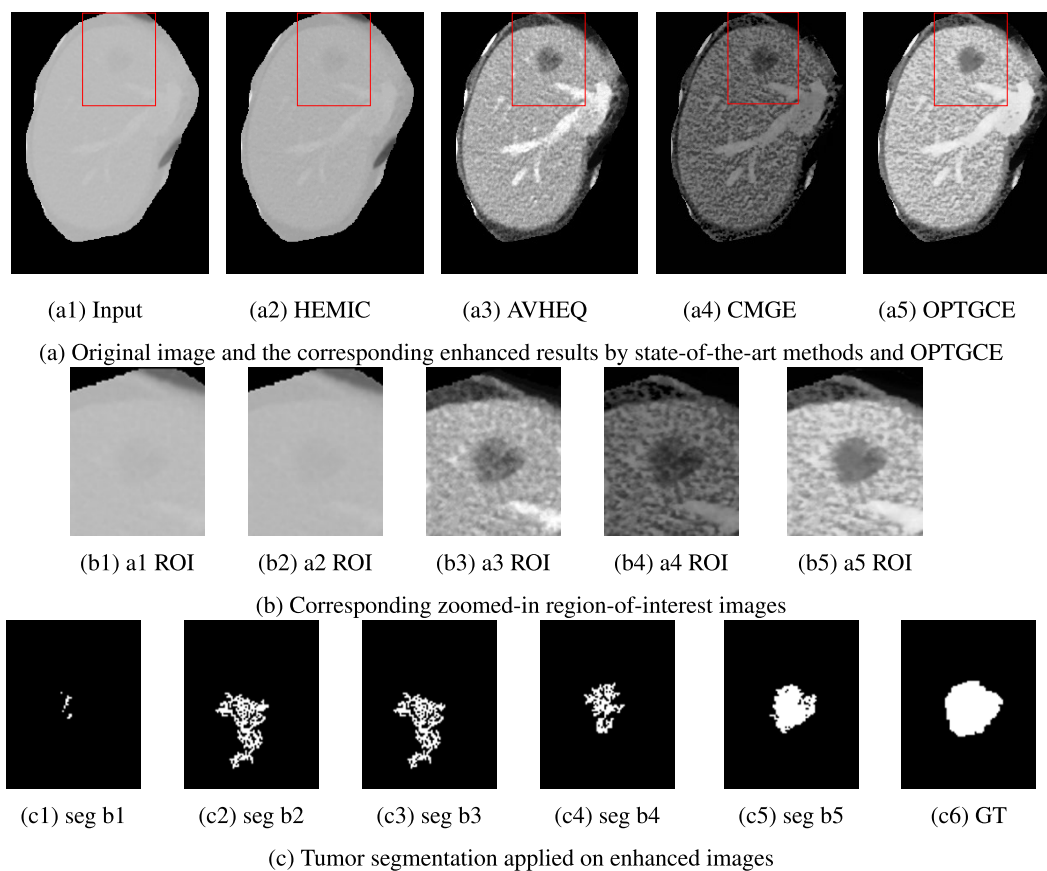 (a1) Input (a2) HEMIC (a3) AVHEQ (a4) CMGE (a5) OPTGCE
(a) Original image and the corresponding enhanced results by state-of-the-art methods and OPTGCE
(b1) a1 ROI (b2) a2 ROI (b3) a3 ROI (b4) a4 ROI (b5) a5 ROI
(b) Corresponding zoomed-in region-of-interest images
(c1) seg b1 (c2) seg b2 (c3) seg b3 (c4) seg b4 (c5) seg b5 (c6) GT
(c) Tumor segmentation applied on enhanced images